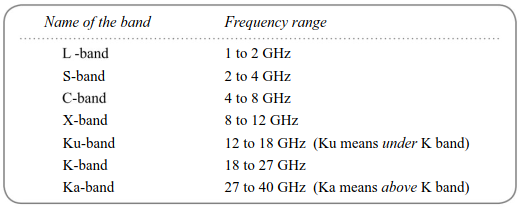 Name of the band Frequency range
L -band 1 to 2 GHz
S-band 2 to 4 GHz
C-band 4 to 8 GHz
X-band 8 to 12 GHz
Ku-band 12 to 18 GHz (Ku means under K band)
K-band 18 to 27 GHz
Ka-band 27 to 40 GHz (Ka means above K band)